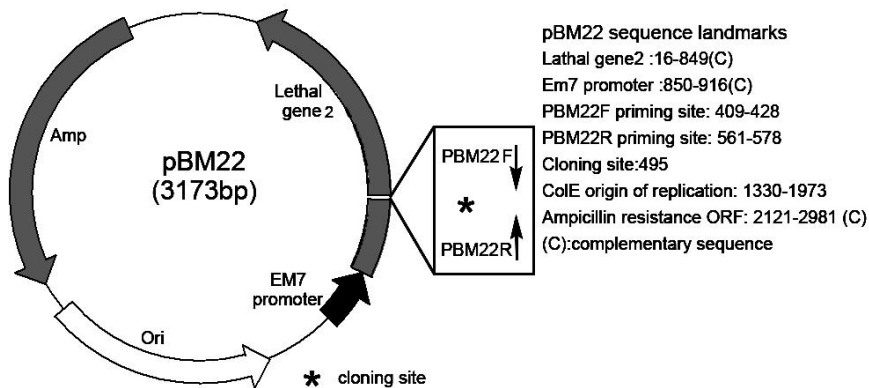 pBM22 sequence landmarks
Lathal gene2 :16-849(C)
Em7 promoter :850-916(C)
PBM22F priming site: 409-428
PBM22R priming site: 561-578
Cloning site:495
ColE origin of replication: 1330-1973
Ampicillin resistance ORF: 2121-2981 (C)
(C):complementary sequence
Lethal
gene 2
Amp
pBM22
(3173bp)
PBM22F
*
PBM22R
EM7
promoter
Ori
* cloning site